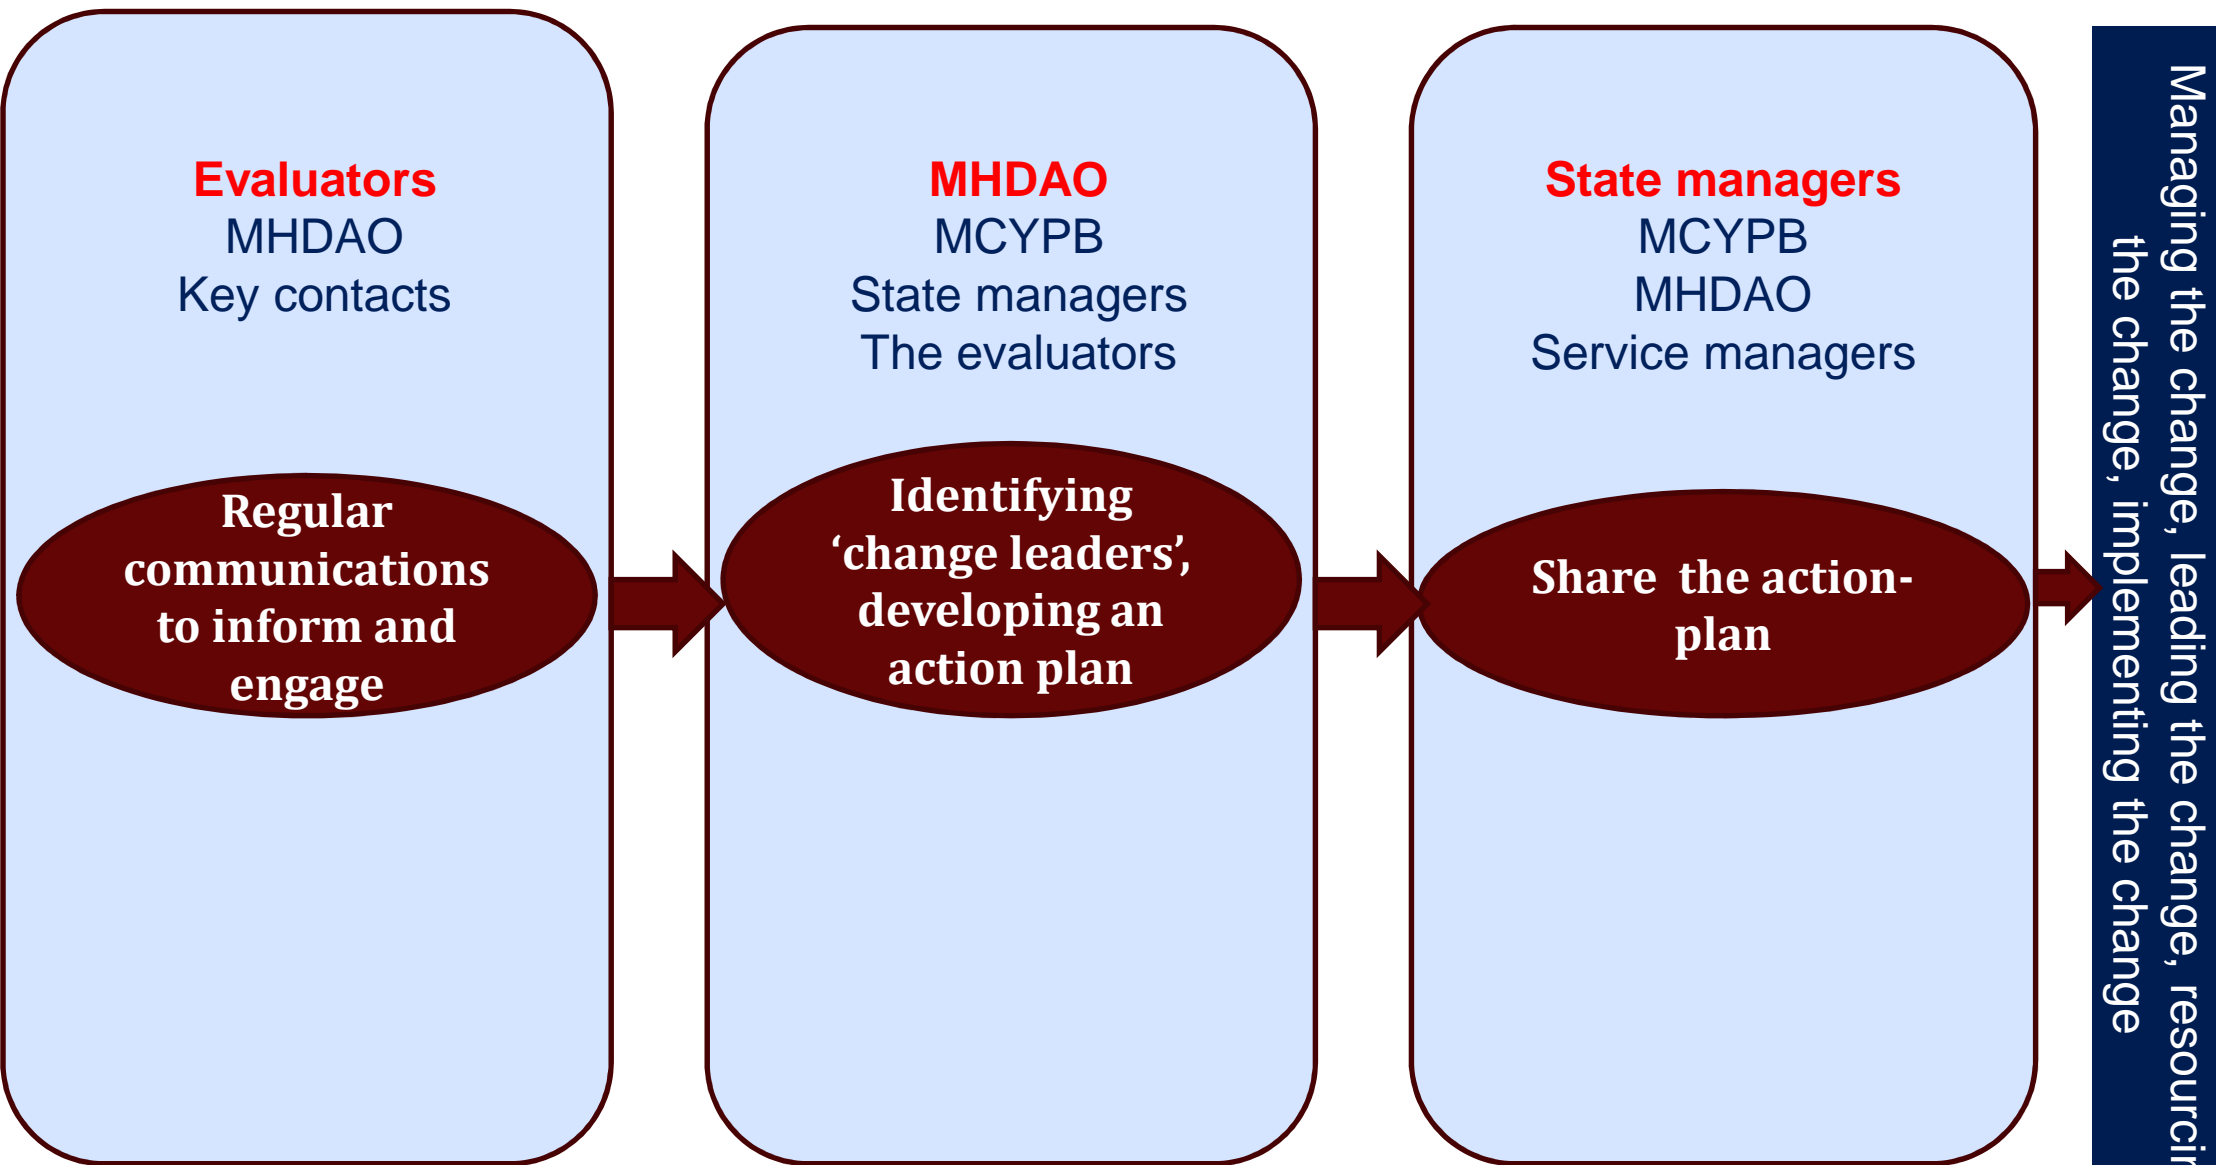 Evaluators
MHDAO
Key contacts
Regular
communications
to inform and
engage
MHDAO
MCYPB
State managers
The evaluators
Identifying
‘change leaders’,
developing an
action plan
State managers
MCYPB
MHDAO
Service managers
Share  the action-
plan
Managing the change, leading the change,
the change, implementing the change